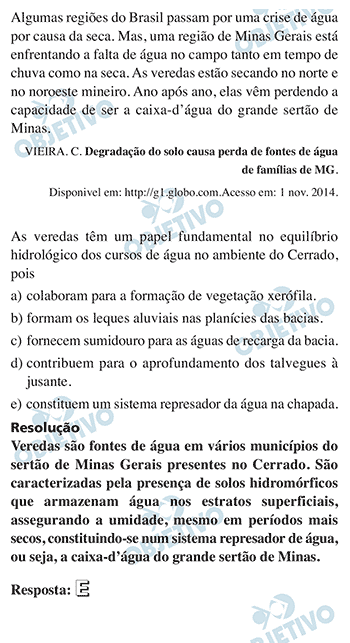 Algumas regiões do Brasil passam por uma crise de água
por causa da seca. Mas, uma região de Minas Gerais está
enfrentando a falta de água no campo tanto em tempo de
chuva como na seca. As veredas estão secando no norte e
no noroeste mineiro. Ano após ano, elas vêm perdendo a
capacidade de ser a caixa-d’água do grande sertão de
Minas.
VIEIRA. C. Degradação do solo causa perda de fontes de água
de famílias de MG.
Disponivel em: http://g1.globo.com.Acesso em: 1 nov. 2014.
As veredas têm um papel fundamental no equilíbrio
hidrológico dos cursos de água no ambiente do Cerrado,
pois
a) colaboram para a formação de vegetação xerófila.
b) formam os leques aluviais nas planícies das bacias.
c) fornecem sumidouro para as águas de recarga da bacia.
d) contribuem para o aprofundamento dos talvegues à
jusante.
e) constituem um sistema represador da água na chapada.
Resolução
Veredas são fontes de água em vários municípios do
sertão de Minas Gerais presentes no Cerrado. São
caracterizadas pela presença de solos hidromórficos
que armazenam água nos estratos superficiais,
assegurando a umidade, mesmo em períodos mais
secos, constituindo-se num sistema represador de água,
ou seja, a caixa-d’água do grande sertão de Minas.
Resposta: E
OBJETIVO
OBJETIVO
OBJETIVO
OBJETIVO
OBJETIVO
OBJETIVO
OBJETIVO
OBJETIVO